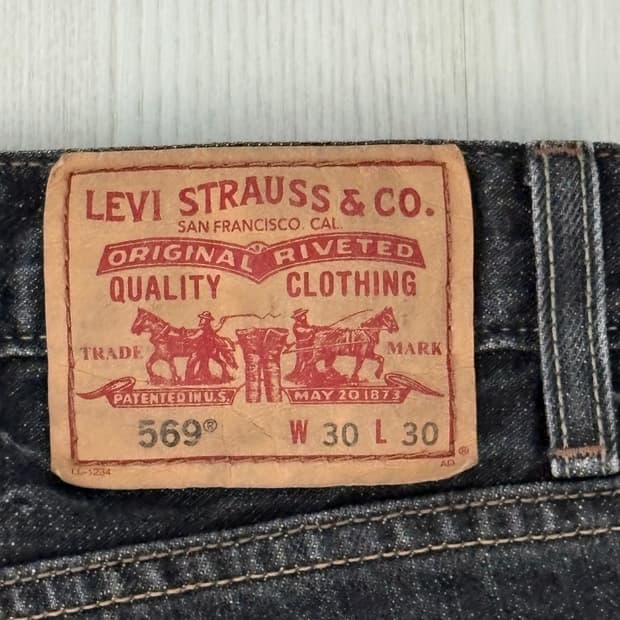 LEVI STRAUSS & CO.
SAN FRANCISCO. CAL.
ORIGINAL RIVETED
QUALITY CLOTHING
TRADE MARK
PATENTED IN U.S. MAY 20 1873
569® W 30 L 30
®